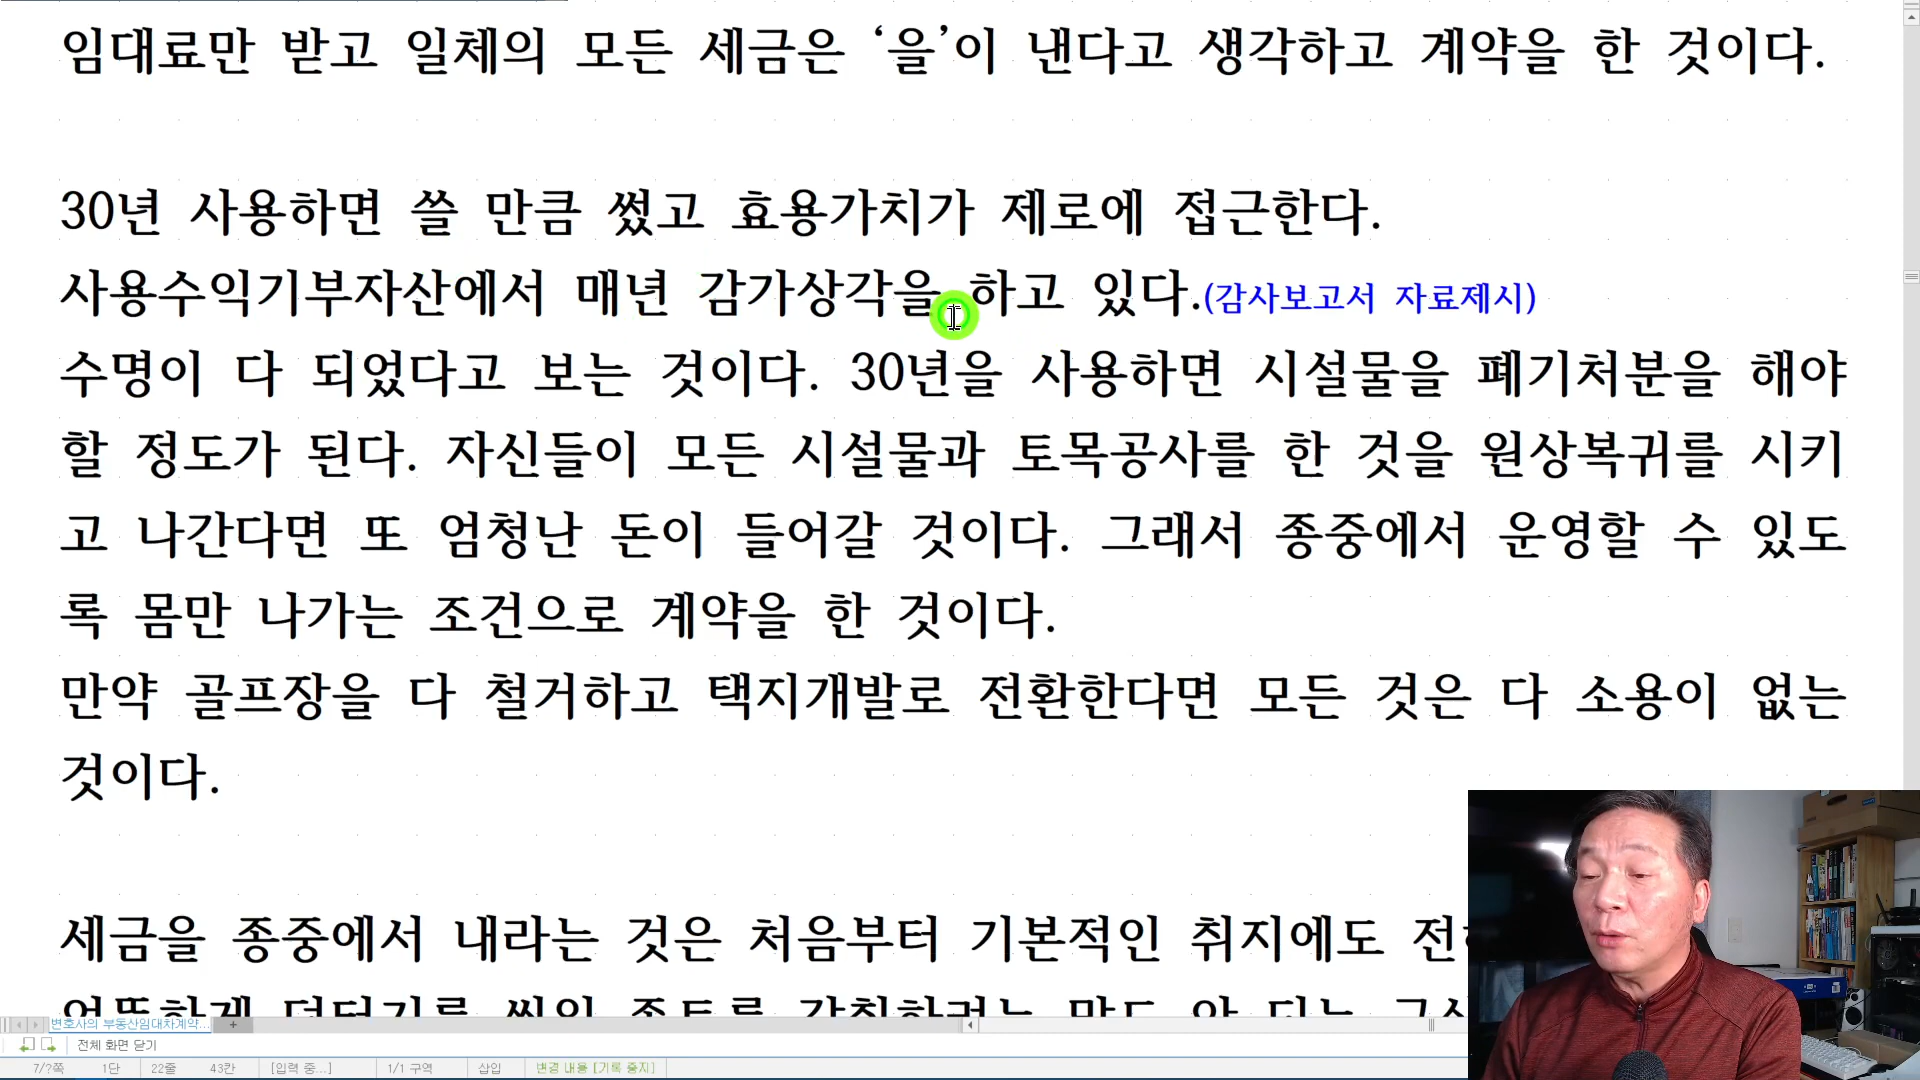 임대료만 받고 일체의 모든 세금은 ‘을’이 낸다고 생각하고 계약을 한 것이다.
30년 사용하면 쓸 만큼 썼고 효용가치가 제로에 접근한다.
사용수익기부자산에서 매년 감가상각을 하고 있다.(감사보고서 자료제시)
수명이 다 되었다고 보는 것이다. 30년을 사용하면 시설물을 폐기처분을 해야
할 정도가 된다. 자신들이 모든 시설물과 토목공사를 한 것을 원상복귀를 시키
고 나간다면 또 엄청난 돈이 들어갈 것이다. 그래서 종중에서 운영할 수 있도
록 몸만 나가는 조건으로 계약을 한 것이다.
만약 골프장을 다 철거하고 택지개발로 전환한다면 모든 것은 다 소용이 없는
것이다.
세금을 종중에서 내라는 것은 처음부터 기본적인 취지에도
변호사의 부동산임대차계약...
전체 화면 닫기
7/?쪽 1단 22줄 43칸 [입력 중...] 1/1 구역 삽입 변경 내용 [기록 중지]